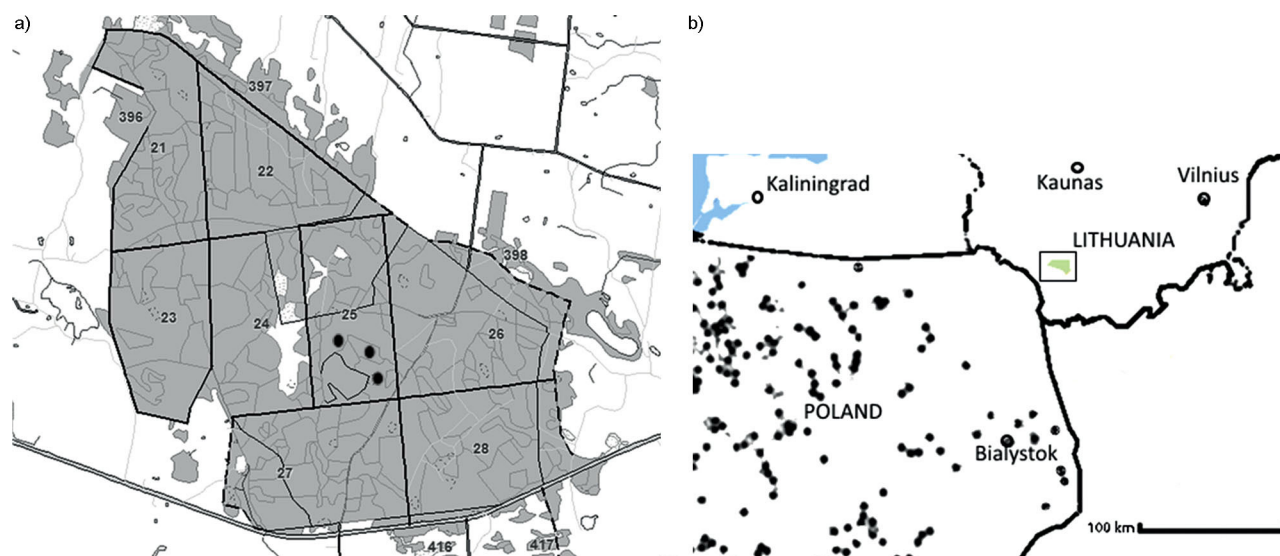 a)
397
396
21
22
398
23
24
25
26
27
28
416
417
b)
Kaliningrad
Kaunas
Vilnius
LITHUANIA
POLAND
Bialystok
100 km